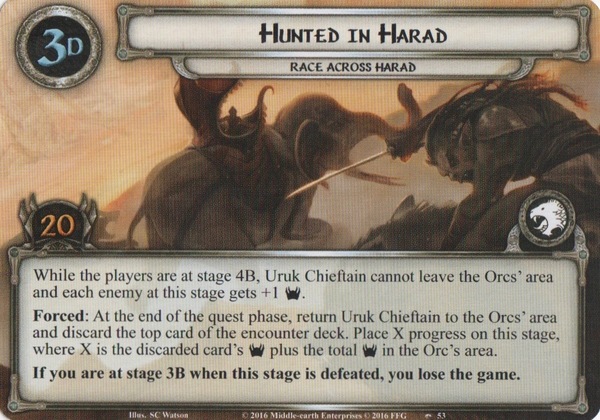 3D
HUNTED IN HARAD
RACE ACROSS HARAD
20
While the players are at stage 4B, Uruk Chieftain cannot leave the Orcs' area
and each enemy at this stage gets +1 .
Forced: At the end of the quest phase, return Uruk Chieftain to the Orcs' area
and discard the top card of the encounter deck. Place X progress on this stage,
where X is the discarded card's plus the total in the Orc's area.
If you are at stage 3B when this stage is defeated, you lose the game.
Illus. SC Watson © 2016 Middle-earth Enterprises © 2016 FFG 53